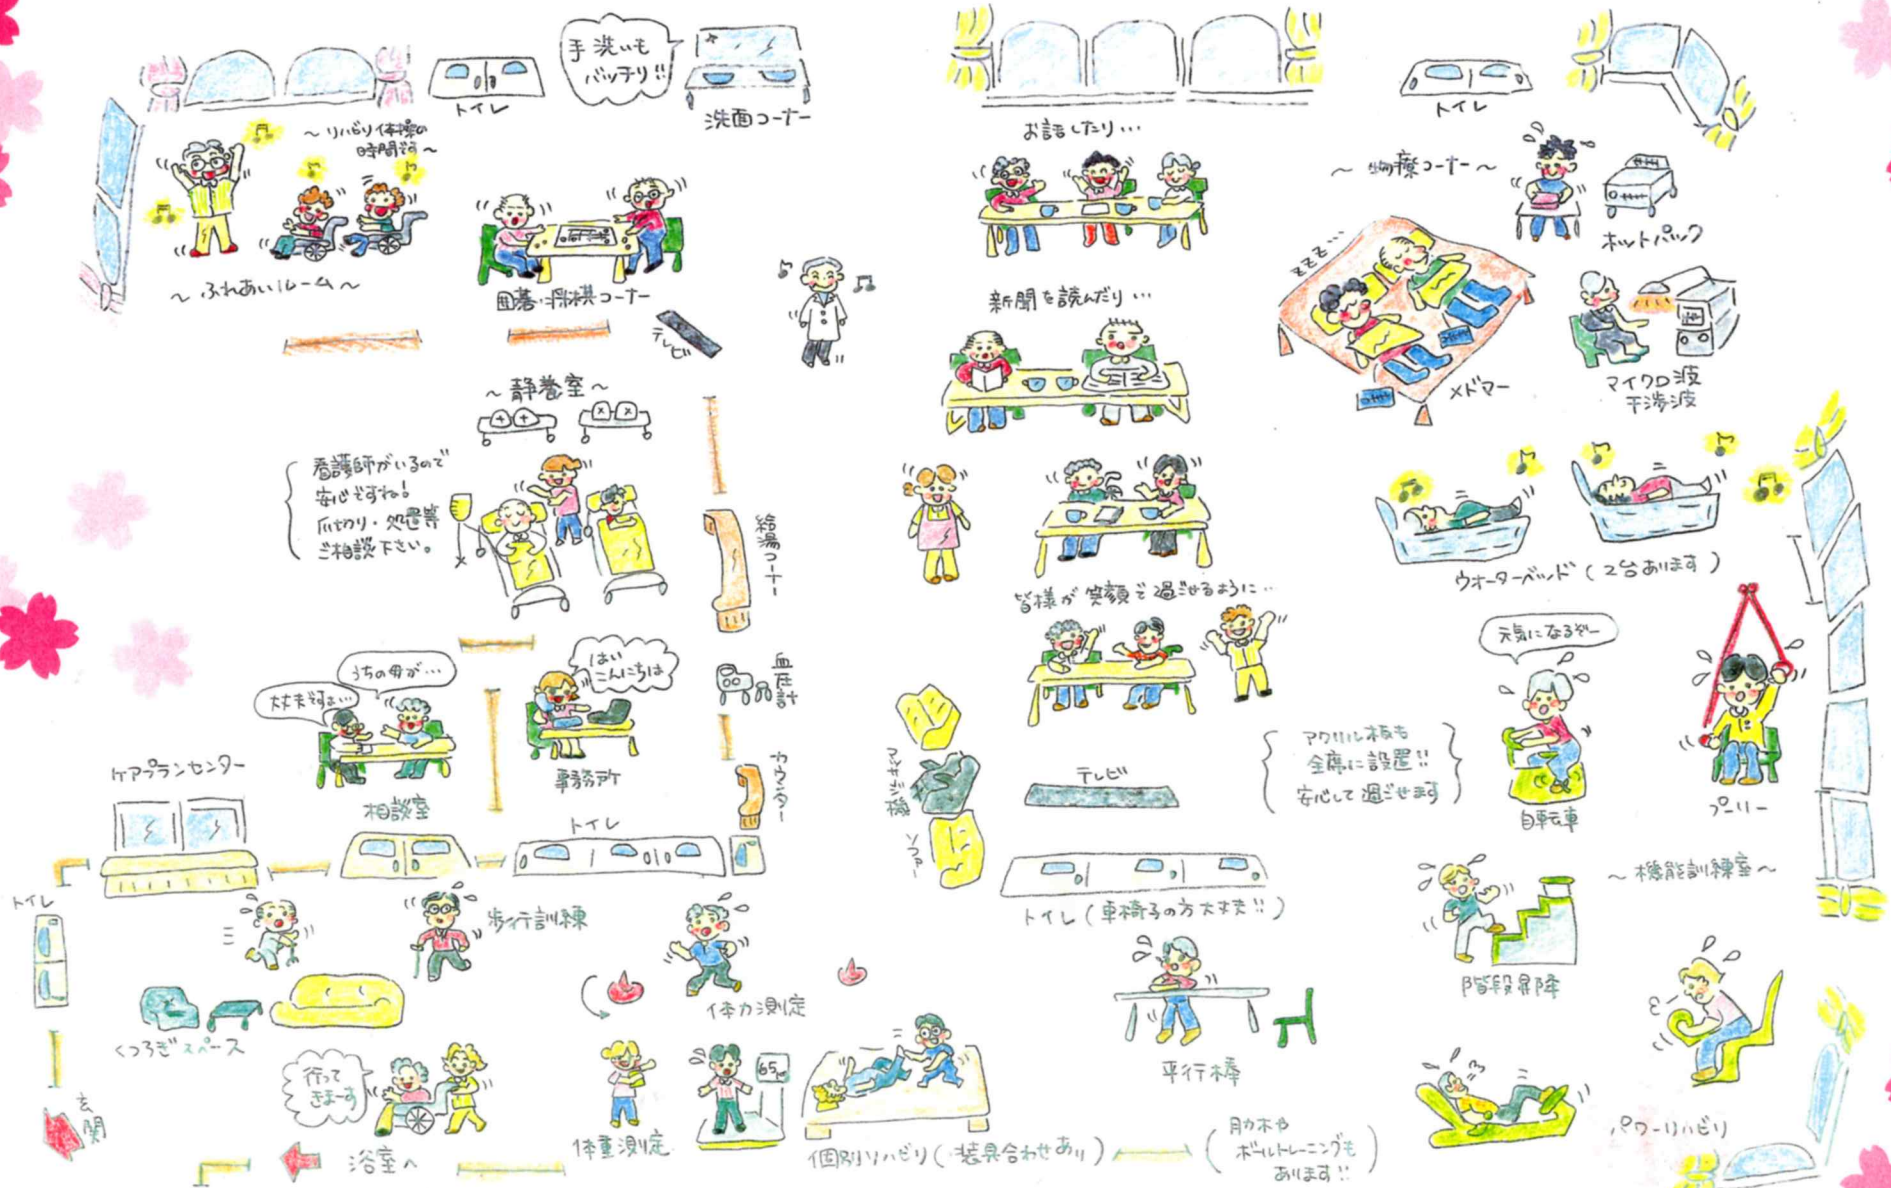 手洗いも
バッチリ!!
トイレ
洗面コーナー
～リハビリ体操の
時間です～
～ふれあいルーム～
囲碁・将棋コーナー
テレビ
お話したり…
新聞を読んだり…
皆様が笑顔で過ごせるように…
トイレ
～物療コーナー～
ホットパック
zzz…
メドマー
マイクロ波
干渉波
ウォーターベッド(2台あります)
～静養室～
看護師がいるので
安心ですね!
爪切り・処置等
ご相談下さい。
給湯コーナー
血圧計
カウンター
大丈夫ですよ…
うちの母が…
相談室
はい
こんにちは
事務所
ケアプランセンター
トイレ
トイレ
マッサージ機
ソファー
テレビ
アクリル板も
全席に設置!!
安心して過ごせます
元気になるぞー
自転車
プーリー
～機能訓練室～
トイレ(車椅子の方大丈夫!!)
歩行訓練
体力測定
くつろぎスペース
平行棒
階段昇降
行って
きまーす
体重測定
65
個別リハビリ(装具合わせあり)
肋木や
ボールトレーニングも
あります!!
パワーリハビリ
玄関
浴室へ